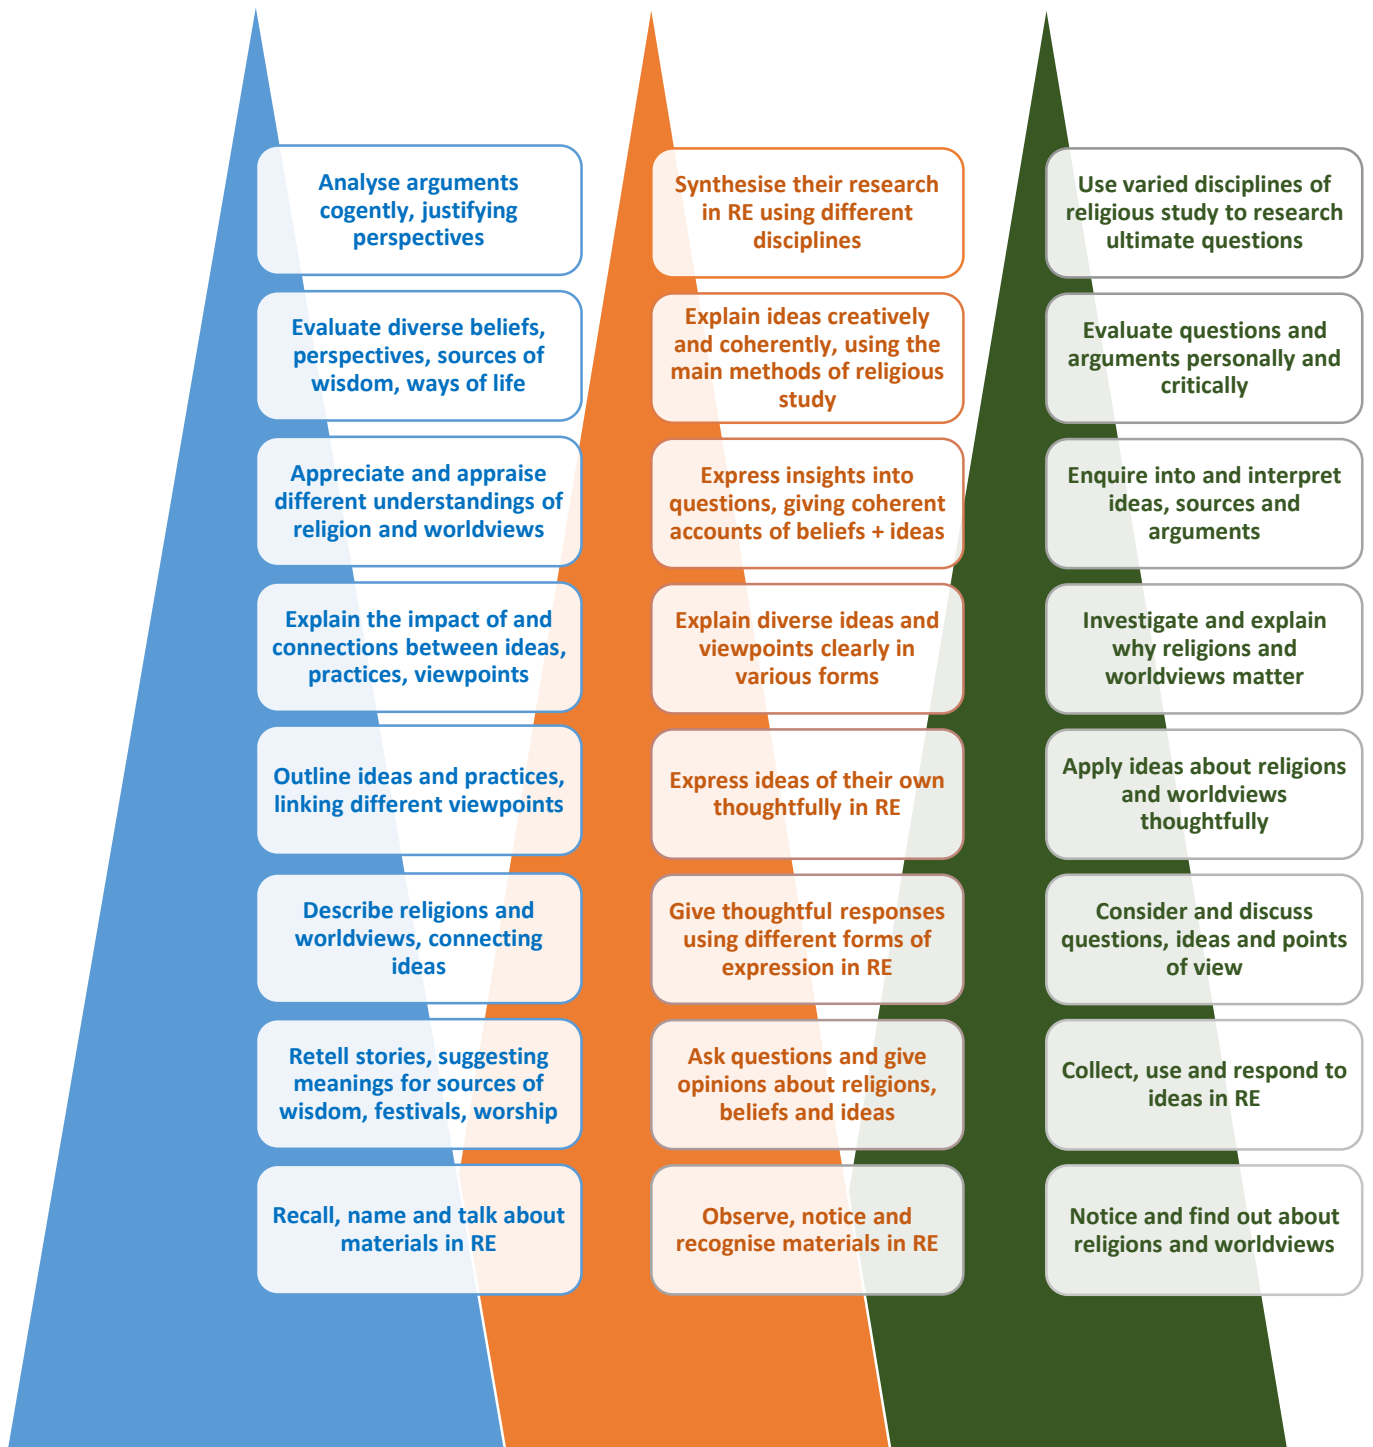 Analyse arguments
cogently, justifying
perspectives
Evaluate diverse beliefs,
perspectives, sources of
wisdom, ways of life
Appreciate and appraise
different understandings of
religion and worldviews
Explain the impact of and
connections between ideas,
practices, viewpoints
Outline ideas and practices,
linking different viewpoints
Describe religions and
worldviews, connecting
ideas
Retell stories, suggesting
meanings for sources of
wisdom, festivals, worship
Recall, name and talk about
materials in RE
Synthesise their research
in RE using different
disciplines
Explain ideas creatively
and coherently, using the
main methods of religious
study
Express insights into
questions, giving coherent
accounts of beliefs + ideas
Explain diverse ideas and
viewpoints clearly in
various forms
Express ideas of their own
thoughtfully in RE
Give thoughtful responses
using different forms of
expression in RE
Ask questions and give
opinions about religions,
beliefs and ideas
Observe, notice and
recognise materials in RE
Use varied disciplines of
religious study to research
ultimate questions
Evaluate questions and
arguments personally and
critically
Enquire into and interpret
ideas, sources and
arguments
Investigate and explain
why religions and
worldviews matter
Apply ideas about religions
and worldviews
thoughtfully
Consider and discuss
questions, ideas and points
of view
Collect, use and respond to
ideas in RE
Notice and find out about
religions and worldviews